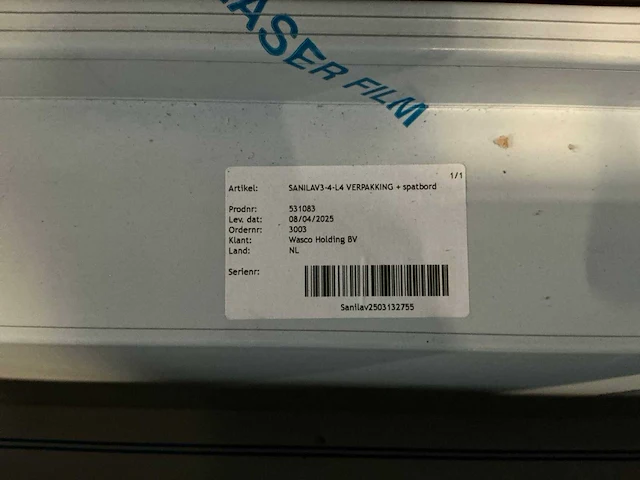 ASER FILM
1/1
Artikel: SANILAV3-4-L4 VERPAKKING + spatbord
Prodnr: 531083
Lev. dat: 08/04/2025
Ordernr: 3003
Klant: Wasco Holding BV
Land: NL
Serienr:
Sanilav2503132755